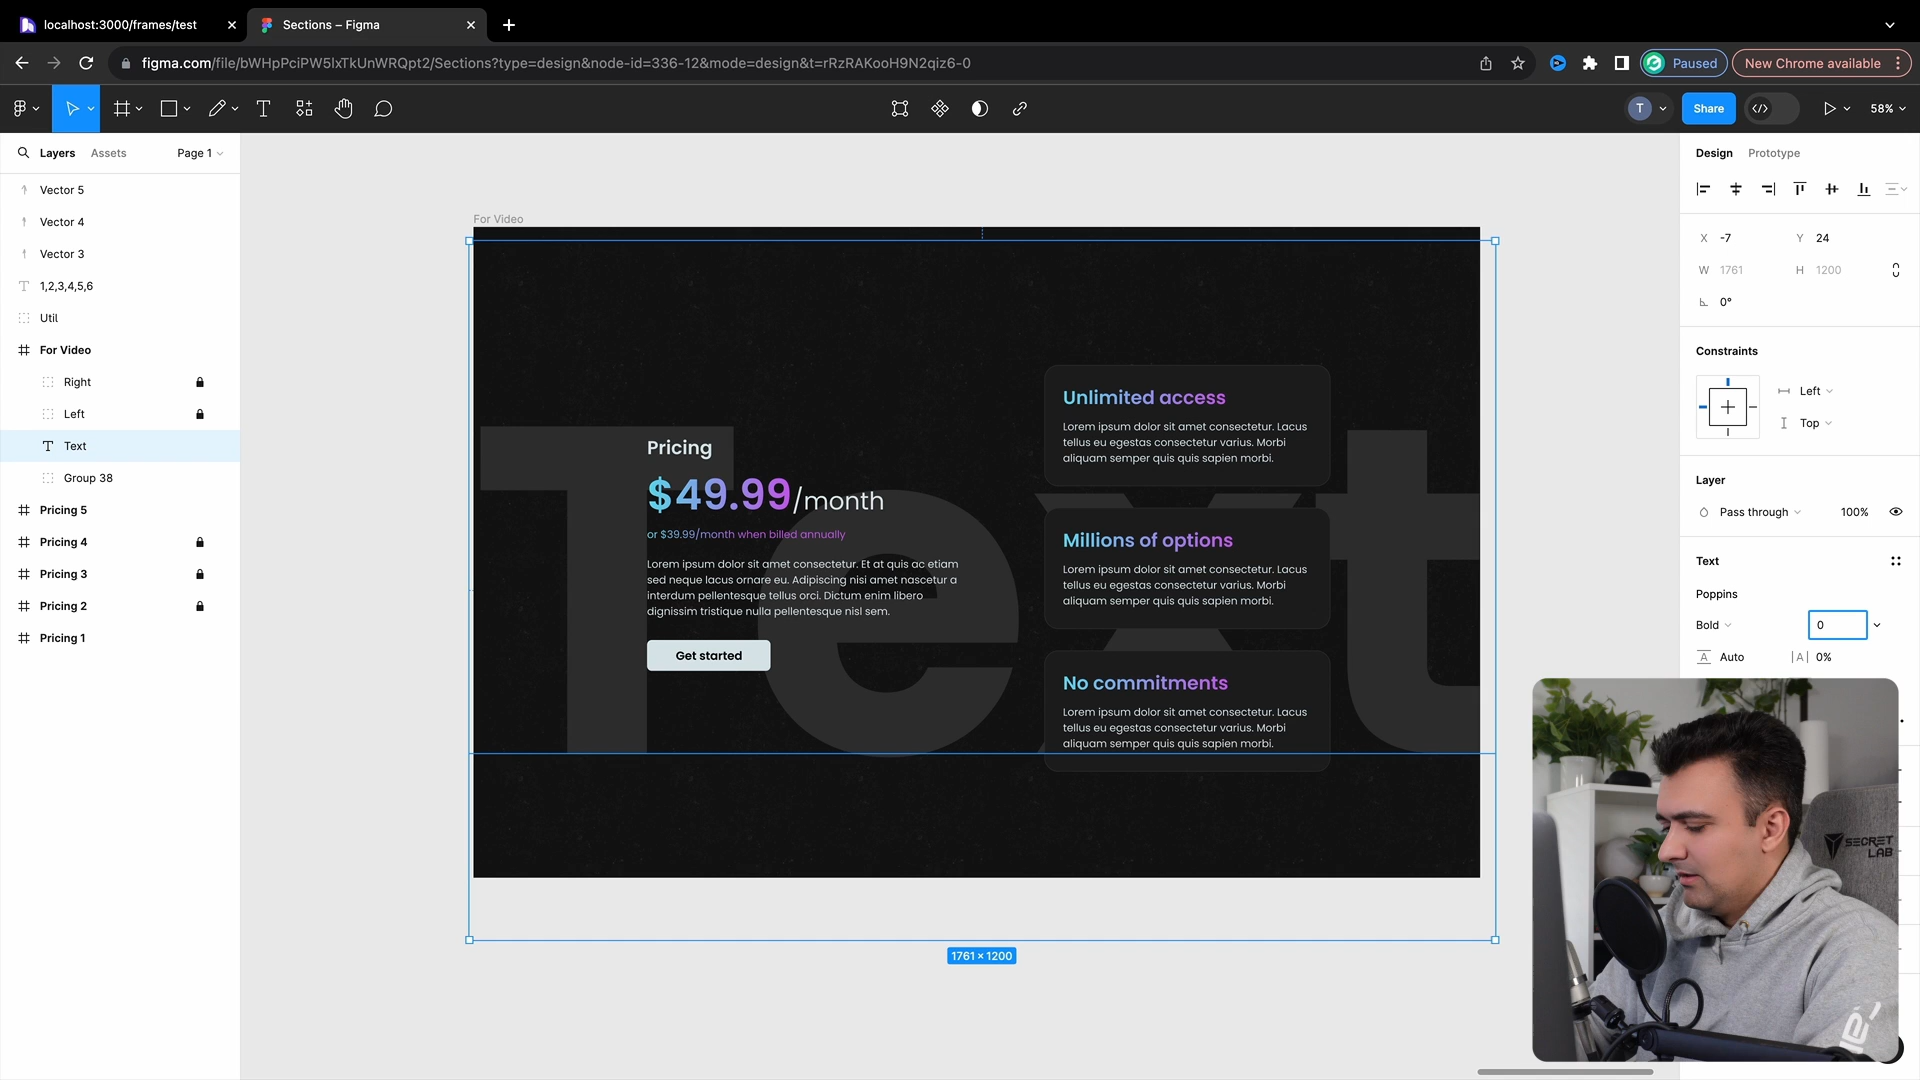 localhost:3000/frames/test
Sections – Figma
figma.com/file/bWHpPciPW5lxTkUnWRQpt2/Sections?type=design&node-id=336-12&mode=design&t=rRzRAKooH9N2qiz6-0
Paused
New Chrome available
T
Share
58%
Layers
Assets
Page 1
Vector 5
Vector 4
Vector 3
1,2,3,4,5,6
Util
For Video
Right
Left
Text
Group 38
Pricing 5
Pricing 4
Pricing 3
Pricing 2
Pricing 1
For Video
Text
Pricing
$49.99/month
or $39.99/month when billed annually
Lorem ipsum dolor sit amet consectetur. Et at quis ac etiam
sed neque lacus ornare eu. Adipiscing nisi amet nascetur a
interdum pellentesque tellus orci. Dictum enim libero
dignissim tristique nulla pellentesque nisl sem.
Get started
Unlimited access
Lorem ipsum dolor sit amet consectetur. Lacus
tellus eu egestas consectetur varius. Morbi
aliquam semper quis quis sapien morbi.
Millions of options
Lorem ipsum dolor sit amet consectetur. Lacus
tellus eu egestas consectetur varius. Morbi
aliquam semper quis quis sapien morbi.
No commitments
Lorem ipsum dolor sit amet consectetur. Lacus
tellus eu egestas consectetur varius. Morbi
aliquam semper quis quis sapien morbi.
1761 × 1200
Design
Prototype
X -7
Y 24
W 1761
H 1200
0°
Constraints
Left
Top
Layer
Pass through
100%
Text
Poppins
Bold
0
Auto
|A| 0%
SECRET
LAB